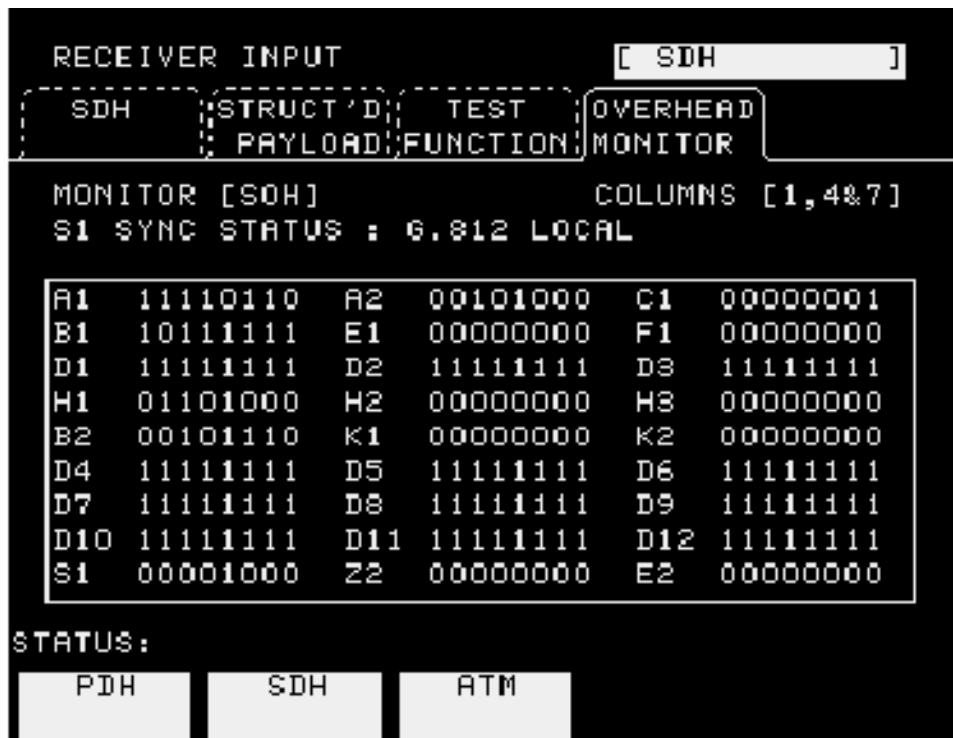 RECEIVER INPUT [ SDH ]
SDH STRUCT'D TEST OVERHEAD
PAYLOAD FUNCTION MONITOR
MONITOR [SOH] COLUMNS [1,4&7]
S1 SYNC STATUS : G.812 LOCAL
A1 11110110 A2 00101000 C1 00000001
B1 10111111 E1 00000000 F1 00000000
D1 11111111 D2 11111111 D3 11111111
H1 01101000 H2 00000000 H3 00000000
B2 00101110 K1 00000000 K2 00000000
D4 11111111 D5 11111111 D6 11111111
D7 11111111 D8 11111111 D9 11111111
D10 11111111 D11 11111111 D12 11111111
S1 00001000 Z2 00000000 E2 00000000
STATUS:
PDH SDH ATM